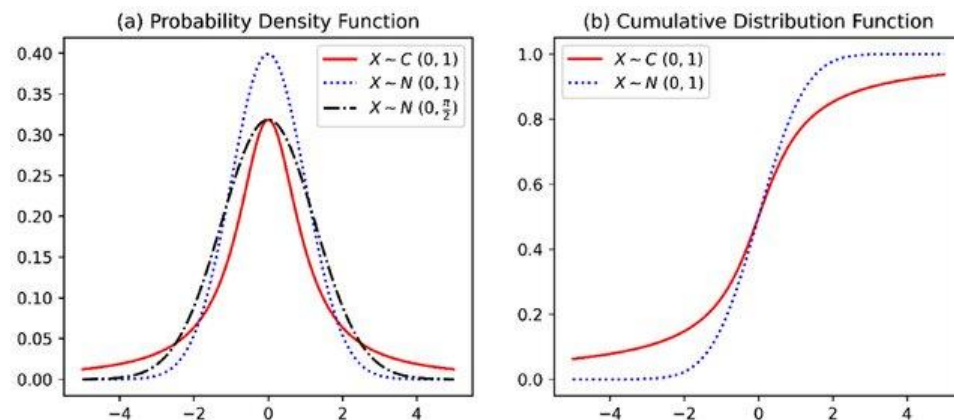 (a) Probability Density Function
0.40
0.35
0.30
0.25
0.20
0.15
0.10
0.05
0.00
X ~ C (0, 1)
X ~ N (0, 1)
X ~ N (0, π/2)
−4 −2 0 2 4
(b) Cumulative Distribution Function
1.0
0.8
0.6
0.4
0.2
0.0
X ~ C (0, 1)
X ~ N (0, 1)
−4 −2 0 2 4